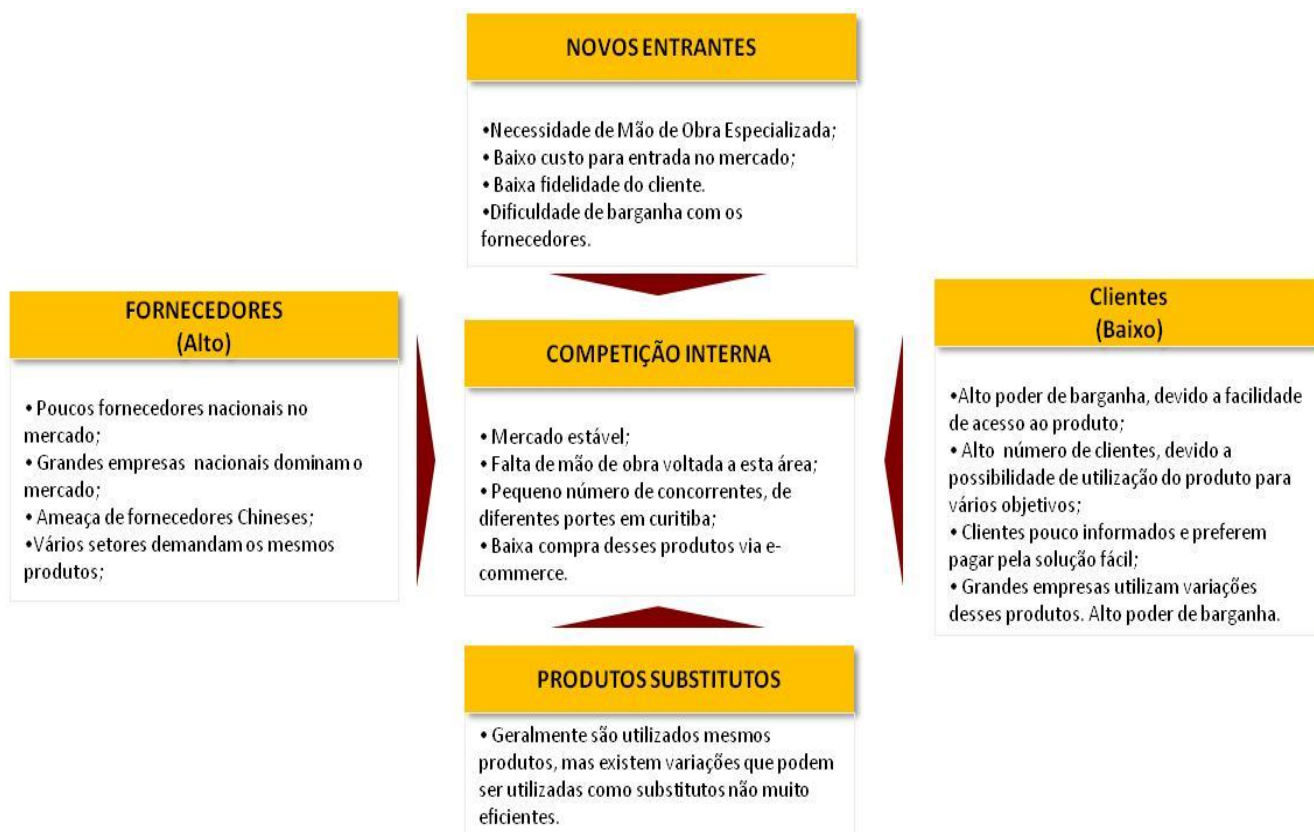 NOVOS ENTRANTES
•Necessidade de Mão de Obra Especializada;
• Baixo custo para entrada no mercado;
• Baixa fidelidade do cliente.
•Dificuldade de barganha com os
fornecedores.
FORNECEDORES
(Alto)
• Poucos fornecedores nacionais no
mercado;
• Grandes empresas nacionais dominam o
mercado;
• Ameaça de fornecedores Chineses;
•Vários setores demandam os mesmos
produtos;
COMPETIÇÃO INTERNA
• Mercado estável;
• Falta de mão de obra voltada a esta área;
• Pequeno número de concorrentes, de
diferentes portes em curitiba;
• Baixa compra desses produtos via e-
commerce.
Clientes
(Baixo)
•Alto poder de barganha, devido a facilidade
de acesso ao produto;
• Alto número de clientes, devido a
possibilidade de utilização do produto para
vários objetivos;
• Clientes pouco informados e preferem
pagar pela solução fácil;
• Grandes empresas utilizam variações
desses produtos. Alto poder de barganha.
PRODUTOS SUBSTITUTOS
• Geralmente são utilizados mesmos
produtos, mas existem variações que podem
ser utilizadas como substitutos não muito
eficientes.